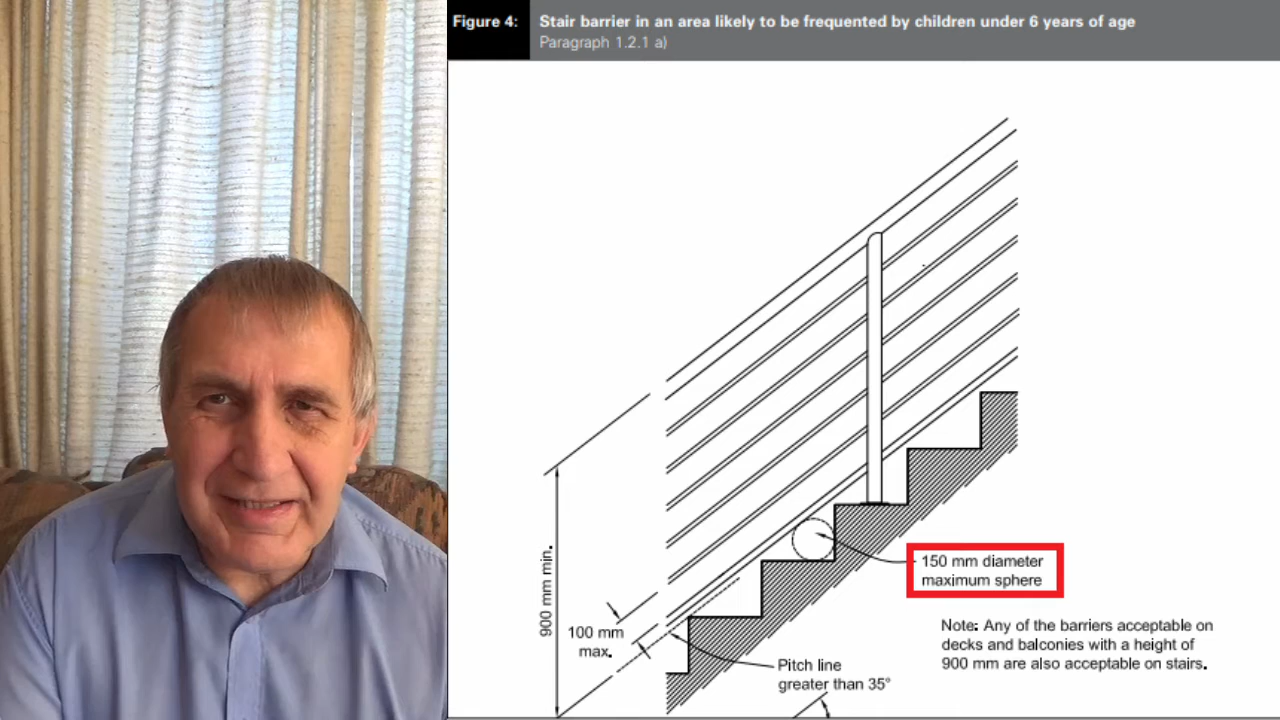 Figure 4: Stair barrier in an area likely to be frequented by children under 6 years of age
Paragraph 1.2.1 a)
900 mm min.
100 mm
max.
150 mm diameter
maximum sphere
Note: Any of the barriers acceptable on
decks and balconies with a height of
900 mm are also acceptable on stairs.
Pitch line
greater than 35°